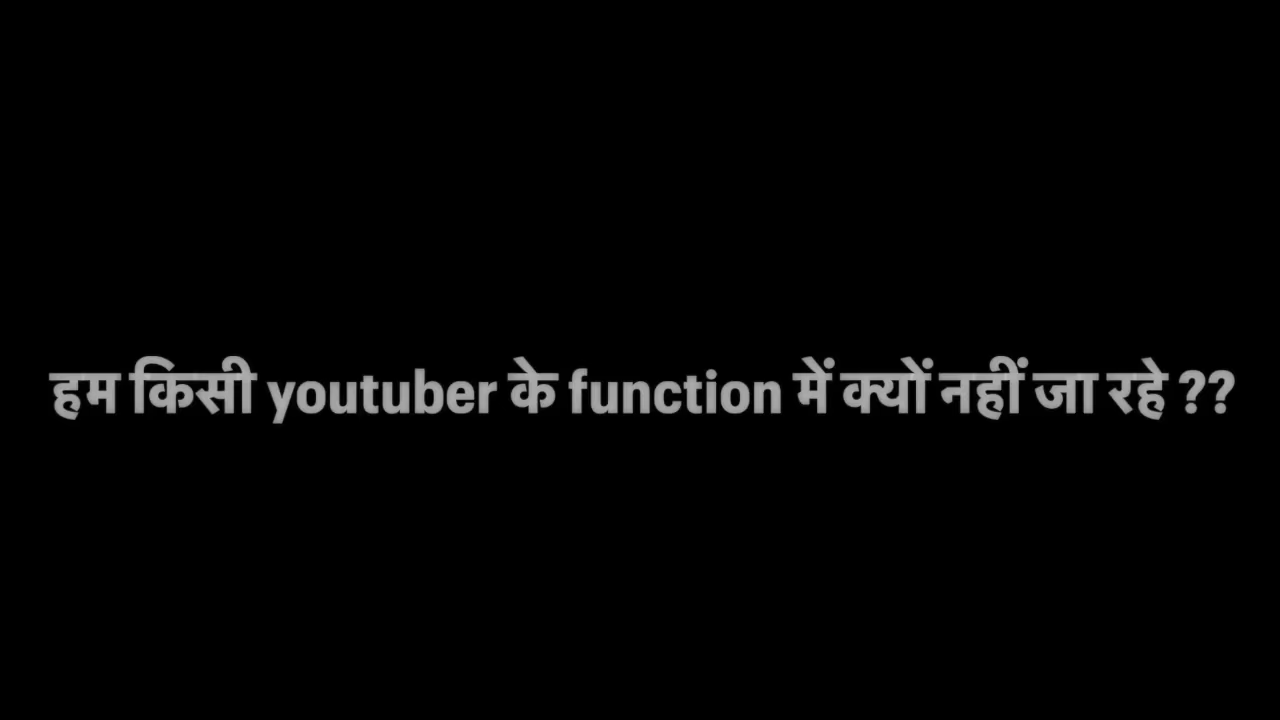 हम किसी youtuber के function में क्यों नहीं जा रहे ??